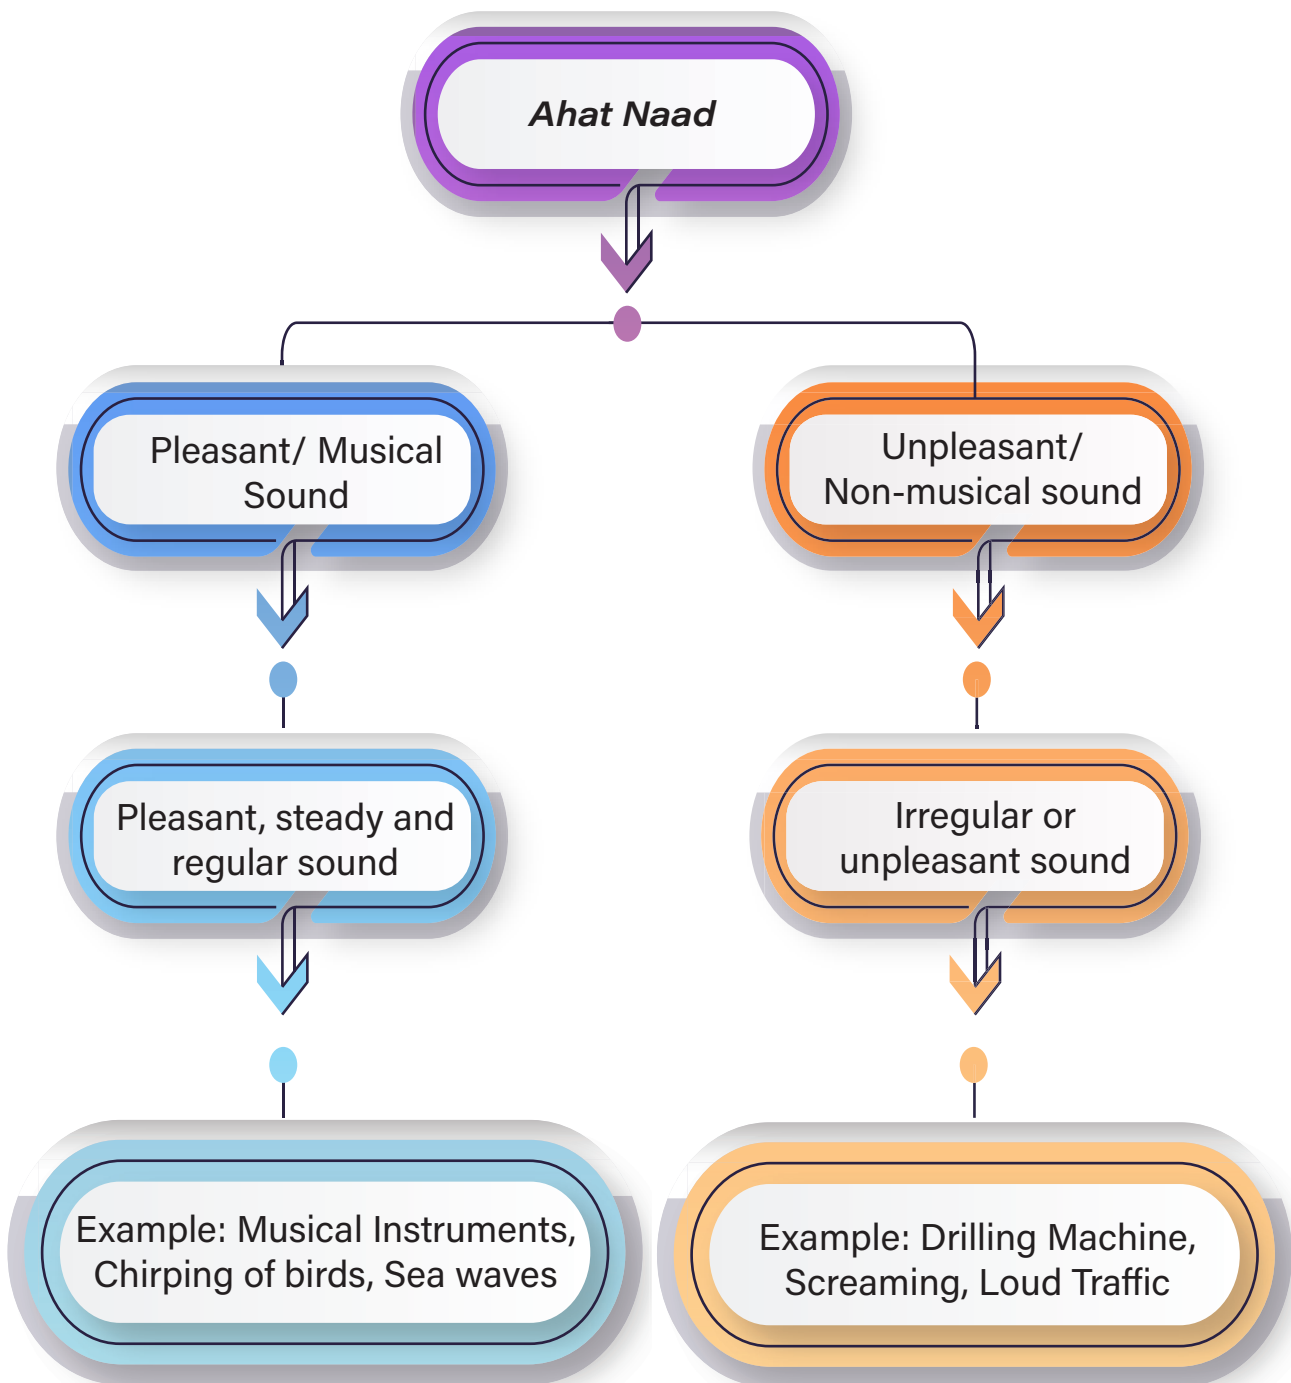 Ahat Naad
Pleasant/ Musical
Sound
Unpleasant/
Non-musical sound
Pleasant, steady and
regular sound
Irregular or
unpleasant sound
Example: Musical Instruments,
Chirping of birds, Sea waves
Example: Drilling Machine,
Screaming, Loud Traffic